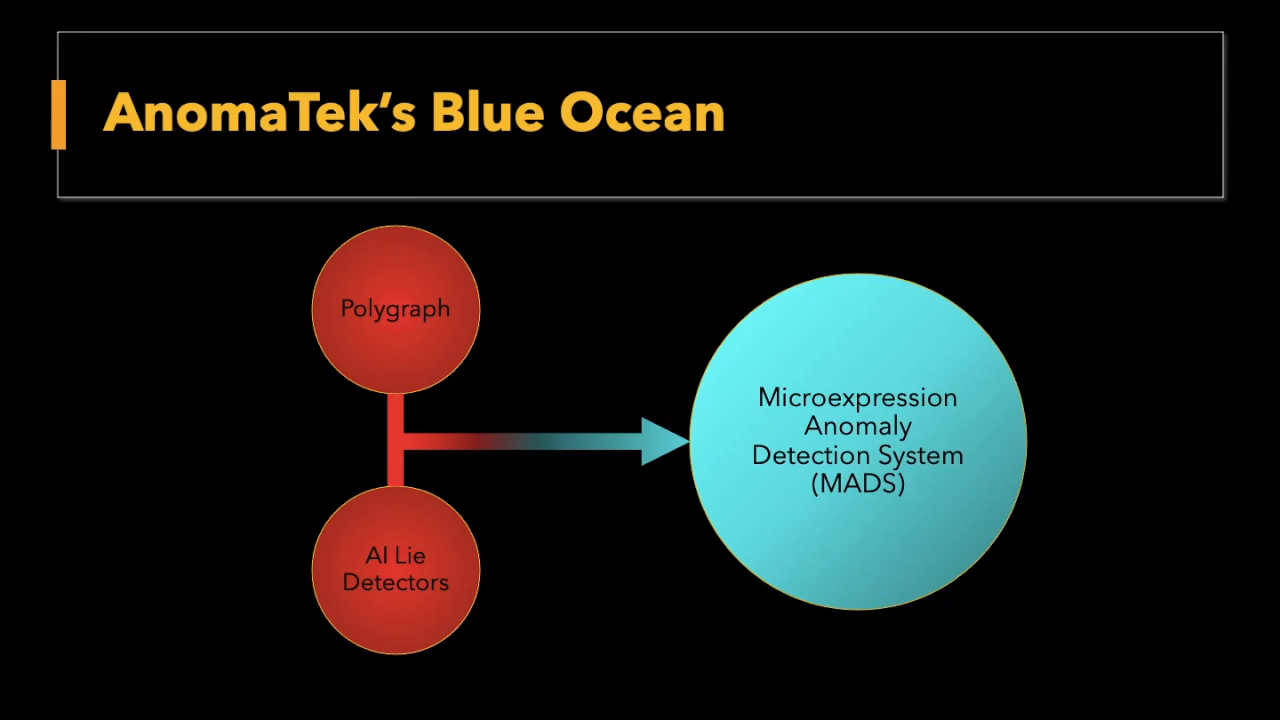 AnomaTek’s Blue Ocean
Polygraph
AI Lie
Detectors
Microexpression
Anomaly
Detection System
(MADS)